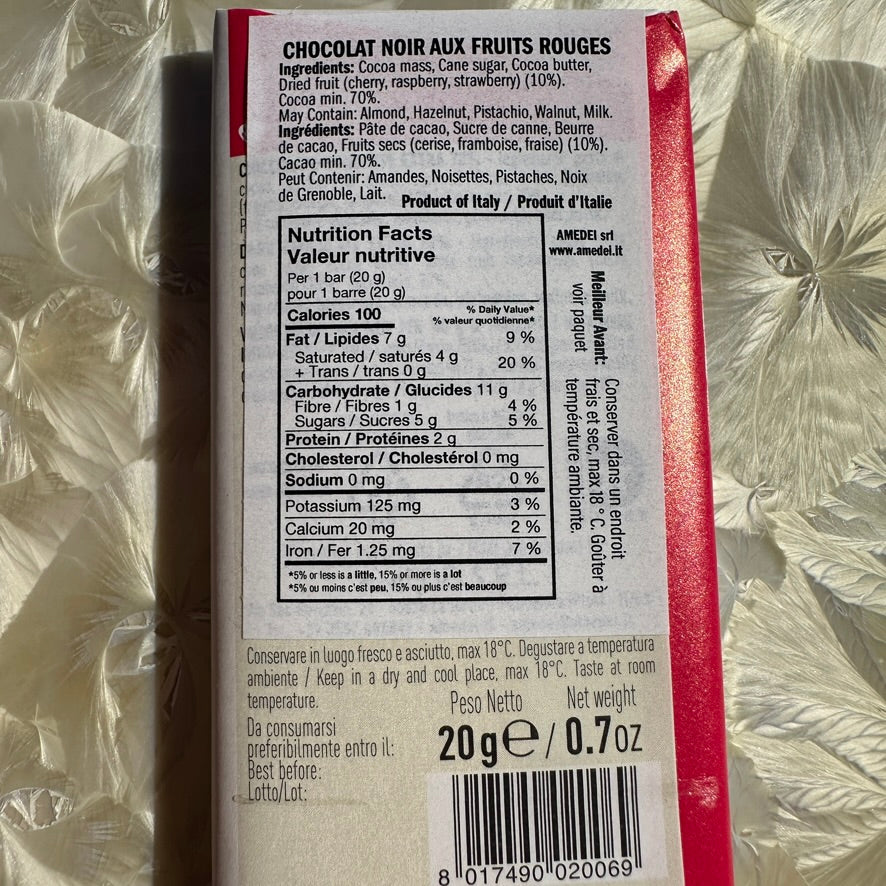 CHOCOLAT NOIR AUX FRUITS ROUGES
Ingredients: Cocoa mass, Cane sugar, Cocoa butter,
Dried fruit (cherry, raspberry, strawberry) (10%).
Cocoa min. 70%.
May Contain: Almond, Hazelnut, Pistachio, Walnut, Milk.
Ingrédients: Pâte de cacao, Sucre de canne, Beurre
de cacao, Fruits secs (cerise, framboise, fraise) (10%).
Cacao min. 70%.
Peut Contenir: Amandes, Noisettes, Pistaches, Noix
de Grenoble, Lait.
Product of Italy / Produit d'Italie
Nutrition Facts
Valeur nutritive
Per 1 bar (20 g)
pour 1 barre (20 g)
Calories 100
% Daily Value*
% valeur quotidienne*
Fat / Lipides 7 g 9 %
Saturated / saturés 4 g
+ Trans / trans 0 g
20 %
Carbohydrate / Glucides 11 g
Fibre / Fibres 1 g 4 %
Sugars / Sucres 5 g 5 %
Protein / Protéines 2 g
Cholesterol / Cholestérol 0 mg
Sodium 0 mg 0 %
Potassium 125 mg 3 %
Calcium 20 mg 2 %
Iron / Fer 1.25 mg 7 %
*5% or less is a little, 15% or more is a lot
*5% ou moins c'est peu, 15% ou plus c'est beaucoup
AMEDEI srl
www.amedei.it
Meilleur Avant:
voir paquet
Conserver dans un endroit
frais et sec, max 18° C. Goûter à
température ambiante.
Conservare in luogo fresco e asciutto, max 18°C. Degustare a temperatura
ambiente / Keep in a dry and cool place, max 18°C. Taste at room
temperature.
Peso Netto Net weight
20 g e / 0.7 oz
Da consumarsi
preferibilmente entro il:
Best before:
Lotto/Lot:
8 017490 020069